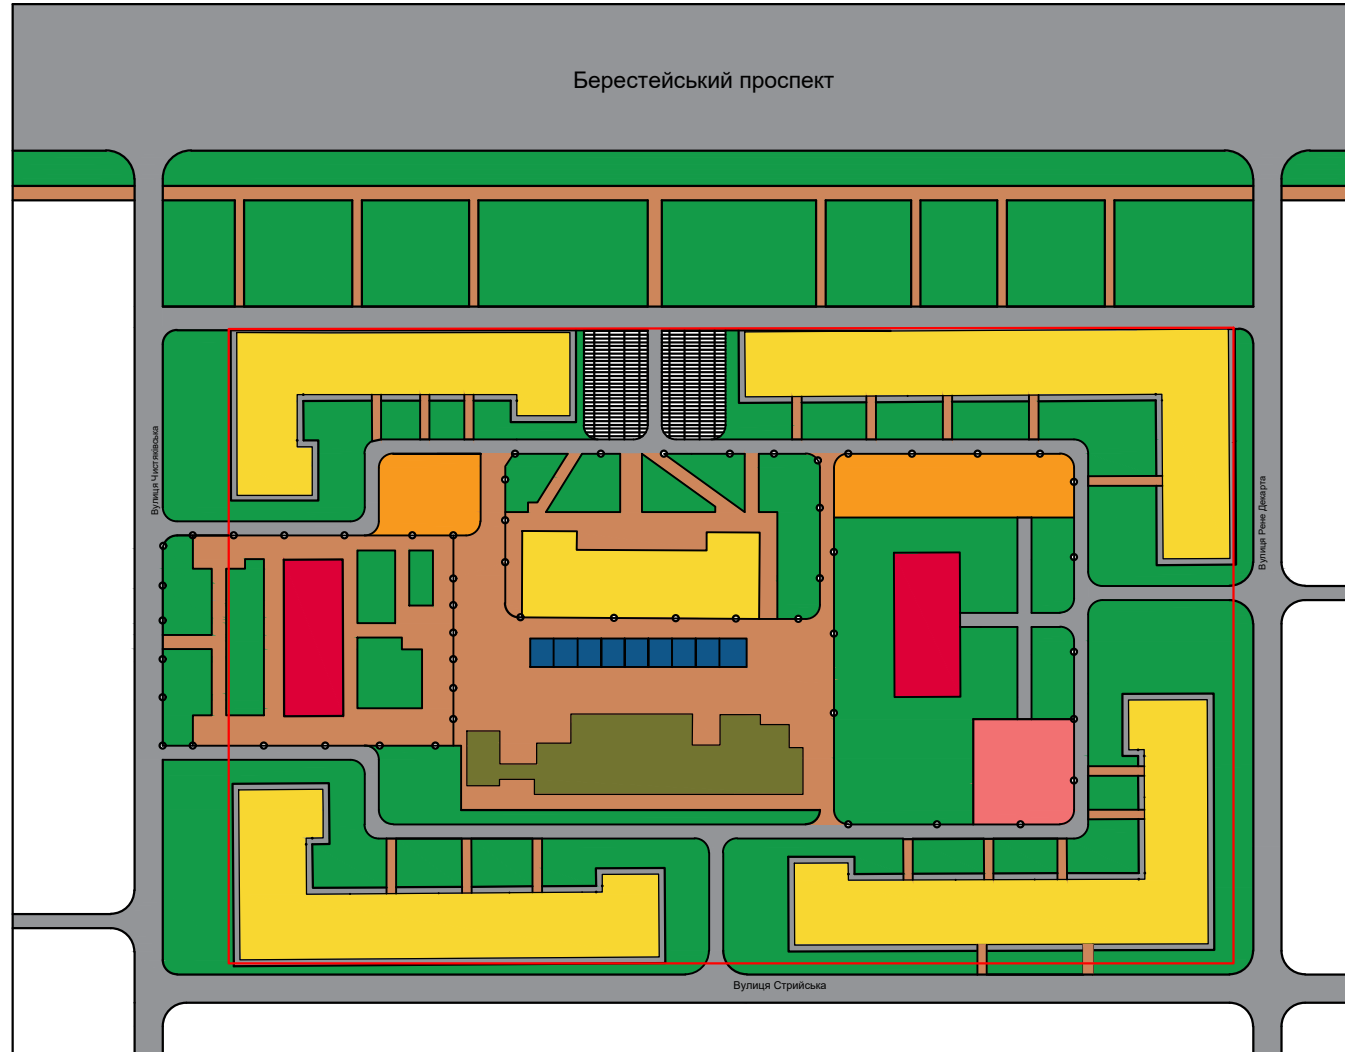 Берестейський проспект
Вулиця Чистяківська
Вулиця Рене Декарта
Вулиця Стрийська